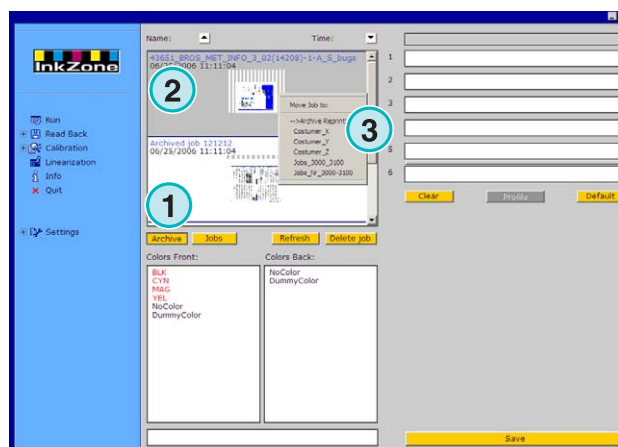 Name:
Time:
InkZone
43651_BROS_MET_INFO_3_02(14208)-1-A_S_bugs
06/25/2006 11:11:04
2
Move Job to:
-->Archive Reprint
Costumer_X
Costumer_Y
Costumer_Z
Jobs_3000_3100
Jobs_Nr_3000-3100
3
Archived job 121212
06/25/2006 11:11:04
1
Run
Read Back
Calibration
Linearization
Info
Quit
Settings
1
2
3
5
6
Clear
Profile
Default
Archive
Jobs
Refresh
Delete job
Colors Front:
Colors Back:
BLK
CYN
MAG
YEL
NoColor
DummyColor
NoColor
DummyColor
Save